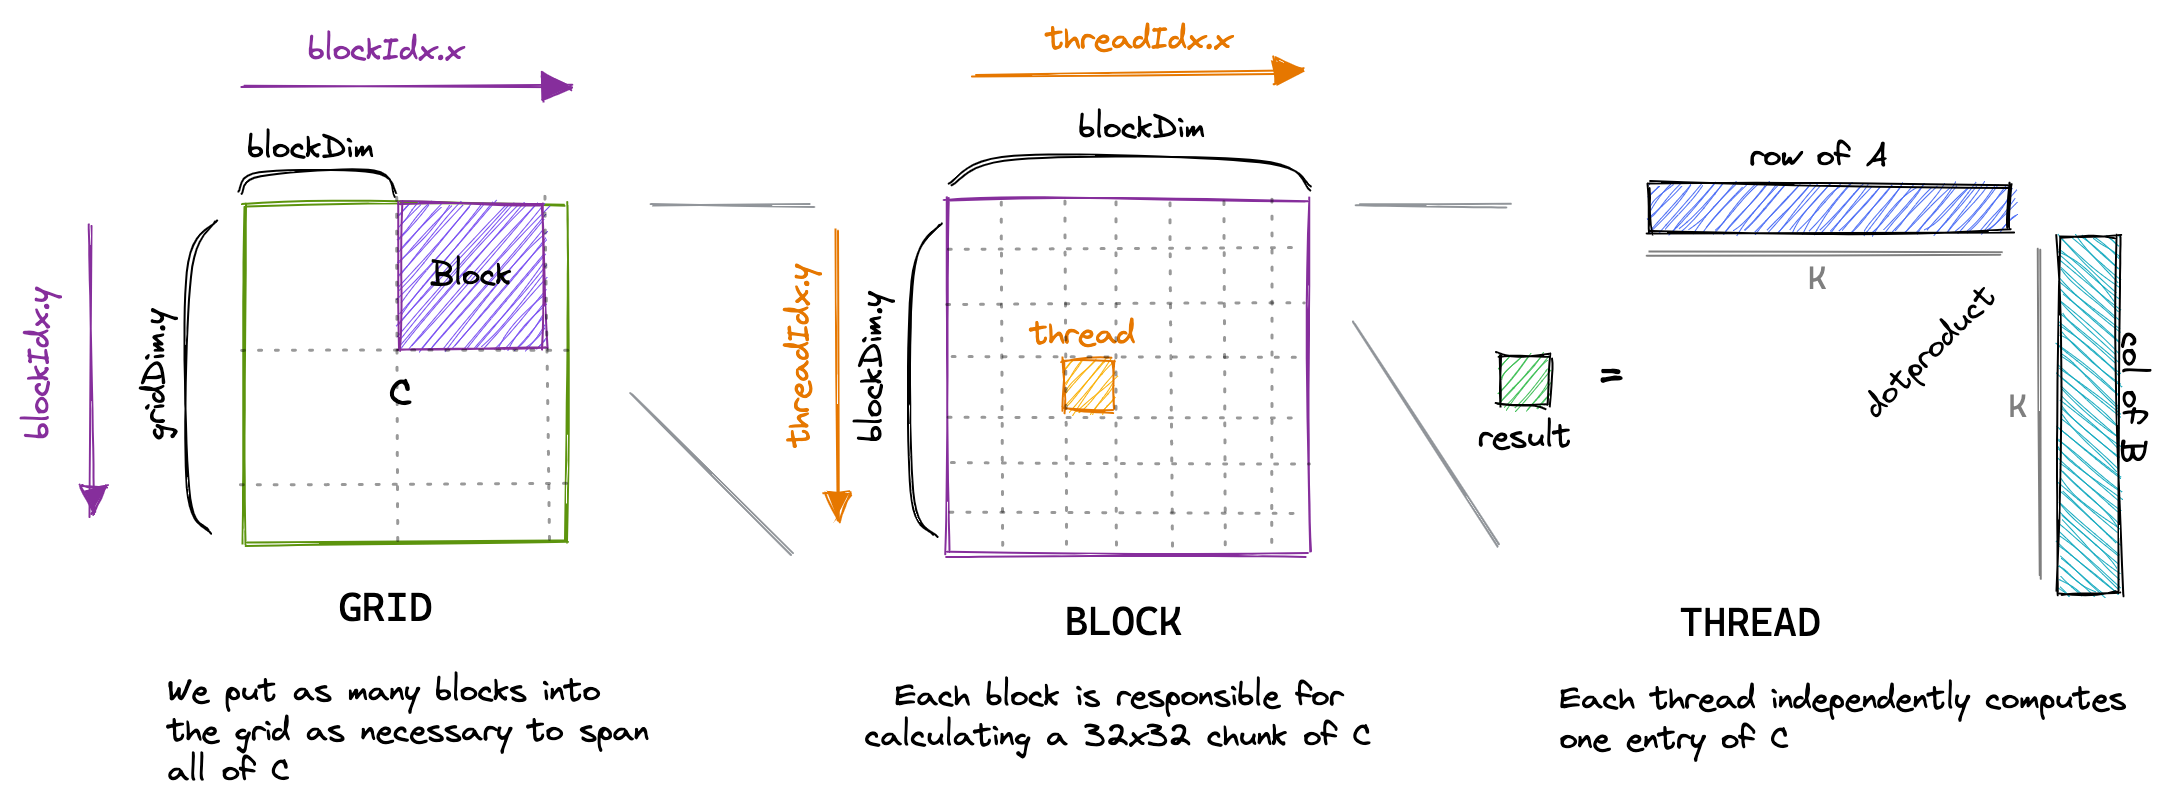 blockIdx.x
blockDim
blockIdx.y
gridDim.y
Block
C
GRID
We put as many blocks into
the grid as necessary to span
all of C
threadIdx.x
blockDim
threadIdx.y
blockDim.y
thread
BLOCK
Each block is responsible for
calculating a 32x32 chunk of C
row of A
K
dotproduct
K
col of B
=
result
THREAD
Each thread independently computes
one entry of C